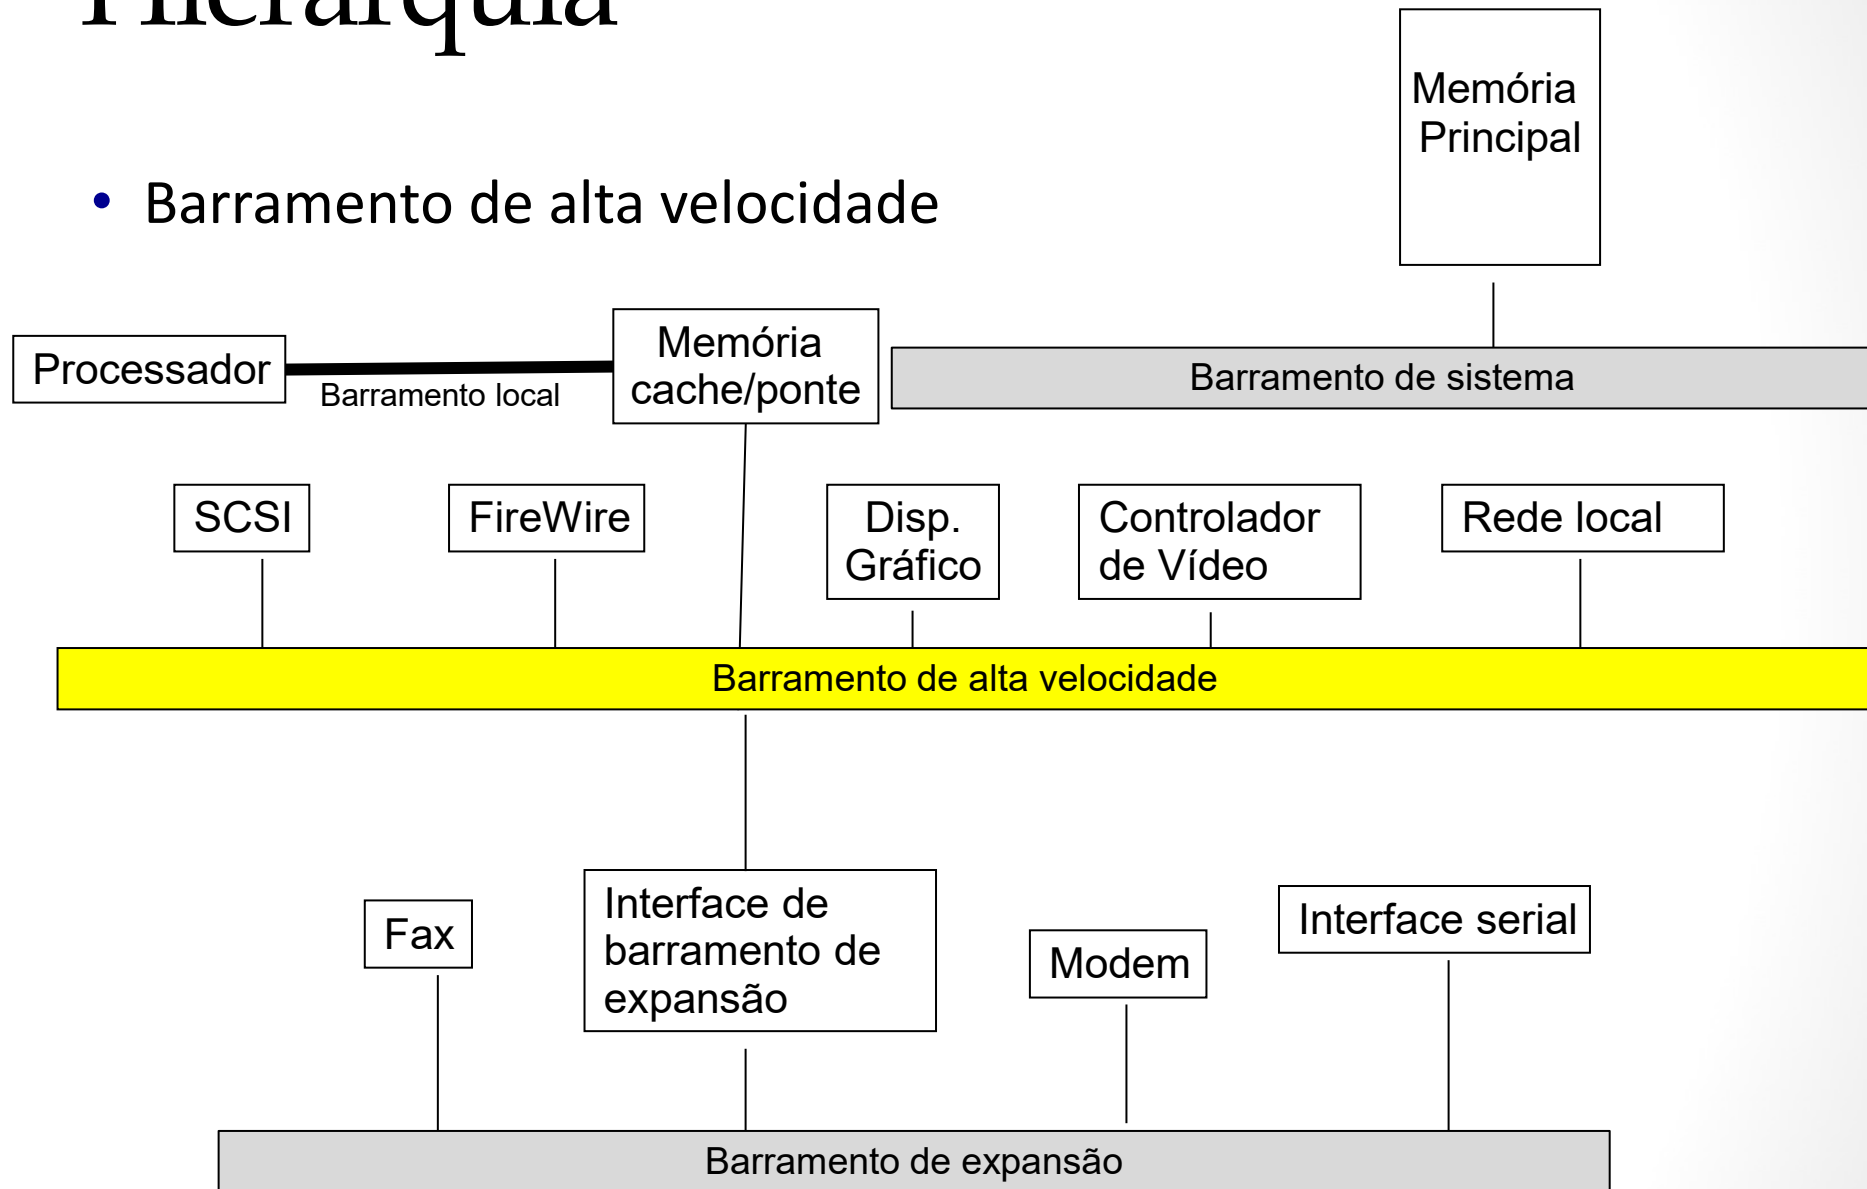 Hierarquia
• Barramento de alta velocidade
Memória
Principal
Processador
Barramento local
Memória
cache/ponte
Barramento de sistema
SCSI
FireWire
Disp.
Gráfico
Controlador
de Vídeo
Rede local
Barramento de alta velocidade
Fax
Interface de
barramento de
expansão
Modem
Interface serial
Barramento de expansão